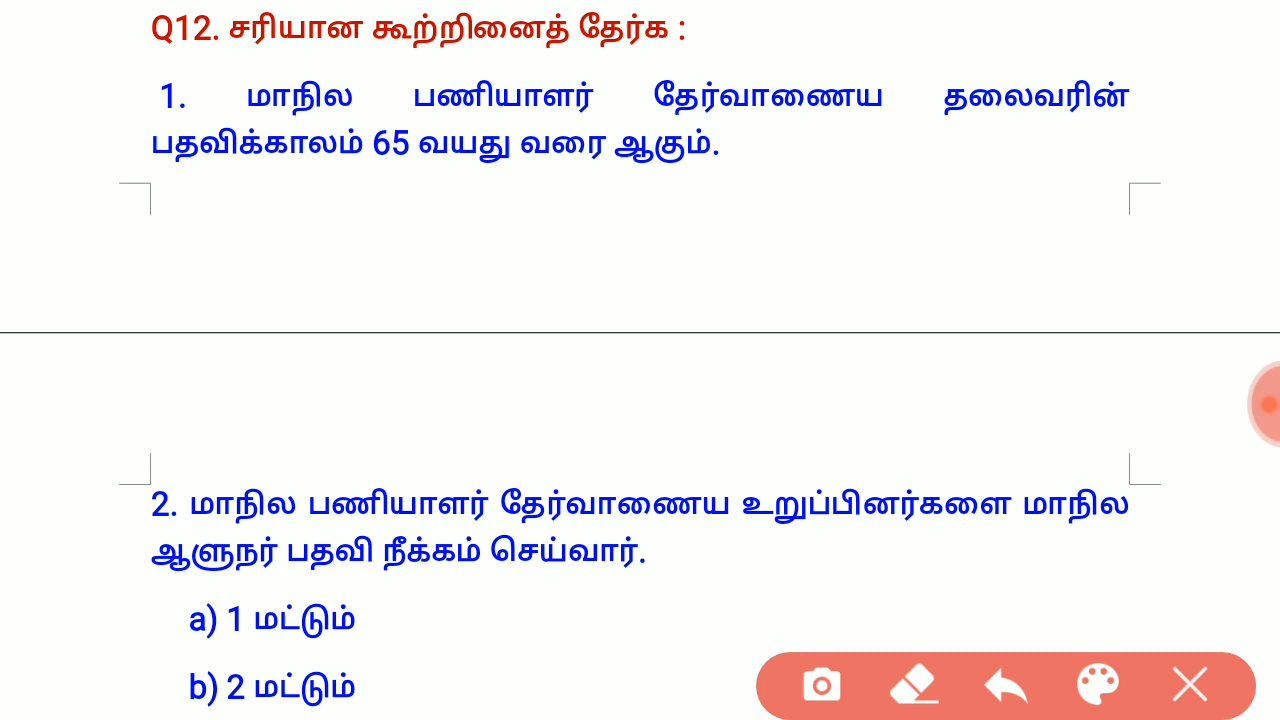 Q12. சரியான கூற்றினைத் தேர்க :
1. மாநில பணியாளர் தேர்வாணைய தலைவரின்
பதவிக்காலம் 65 வயது வரை ஆகும்.
2. மாநில பணியாளர் தேர்வாணைய உறுப்பினர்களை மாநில
ஆளுநர் பதவி நீக்கம் செய்வார்.
a) 1 மட்டும்
b) 2 மட்டும்